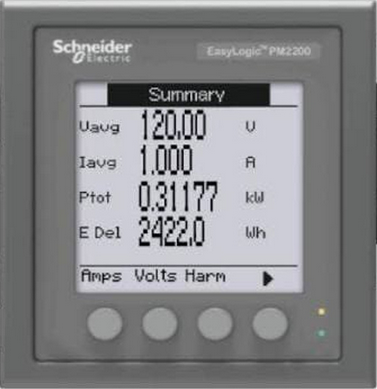 Schneider
Electric
EasyLogic™ PM2200
Summary
Uavg 120.00 V
Iavg 1.000 A
Ptot 0.31177 kW
E Del 2422.0 Wh
Amps Volts Harm ▶